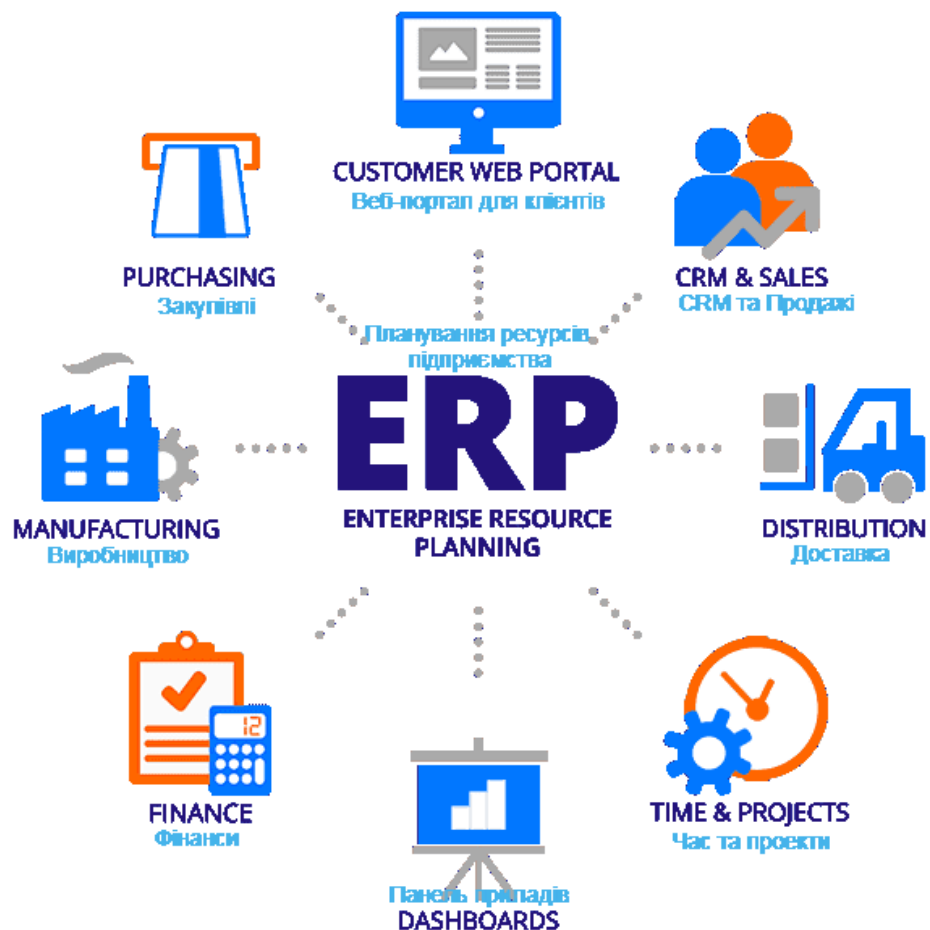 CUSTOMER WEB PORTAL
Веб-портал для клієнтів
PURCHASING
Закупівлі
CRM & SALES
CRM та Продажі
Планування ресурсів
підприємства
ERP
ENTERPRISE RESOURCE
PLANNING
MANUFACTURING
Виробництво
DISTRIBUTION
Доставка
12
FINANCE
Фінанси
TIME & PROJECTS
Час та проекти
Панель приладів
DASHBOARDS